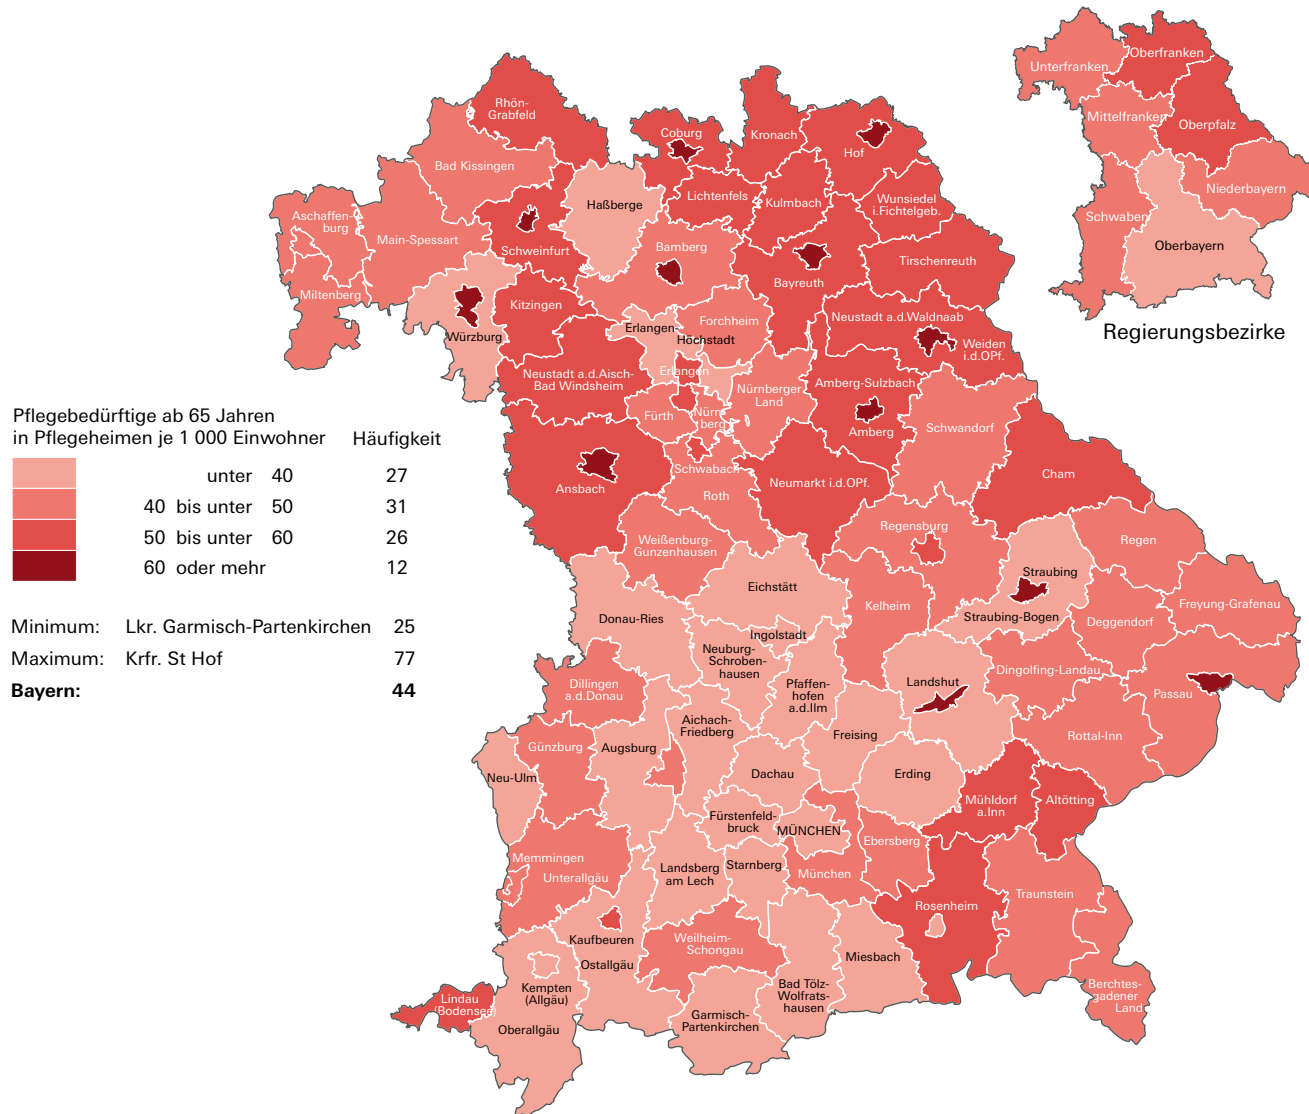 Unterfranken
Oberfranken
Mittelfranken
Oberpfalz
Niederbayern
Schwaben
Oberbayern
Regierungsbezirke
Rhön-
Grabfeld
Coburg
Kronach
Hof
Bad Kissingen
Lichtenfels
Kulmbach
Wunsiedel
i.Fichtelgeb.
Haßberge
Aschaffen-
burg
Main-Spessart
Schweinfurt
Bamberg
Tirschenreuth
Bayreuth
Miltenberg
Kitzingen
Würzburg
Erlangen-
Höchstadt
Forchheim
Neustadt a.d.Waldnaab
Weiden
i.d.OPf.
Erlangen
Neustadt a.d.Aisch-
Bad Windsheim
Nürnberger
Land
Amberg-Sulzbach
Amberg
Fürth
Nürn-
berg
Schwandorf
Schwabach
Roth
Ansbach
Neumarkt i.d.OPf.
Cham
Regensburg
Weißenburg-
Gunzenhausen
Regen
Straubing
Eichstätt
Kelheim
Straubing-Bogen
Deggendorf
Freyung-Grafenau
Donau-Ries
Ingolstadt
Neuburg-
Schroben-
hausen
Pfaffen-
hofen
a.d.Ilm
Landshut
Dingolfing-Landau
Passau
Dillingen
a.d.Donau
Aichach-
Friedberg
Freising
Rottal-Inn
Günzburg
Augsburg
Neu-Ulm
Dachau
Erding
Mühldorf
a.Inn
Altötting
Fürstenfeld-
bruck
MÜNCHEN
Ebersberg
Memmingen
Unterallgäu
Landsberg
am Lech
Starnberg
München
Traunstein
Rosenheim
Kaufbeuren
Ostallgäu
Weilheim-
Schongau
Miesbach
Kempten
(Allgäu)
Bad Tölz-
Wolfrats-
hausen
Berchtes-
gadener
Land
Lindau
(Bodensee)
Oberallgäu
Garmisch-
Partenkirchen
Pflegebedürftige ab 65 Jahren
in Pflegeheimen je 1 000 Einwohner Häufigkeit
unter 40 27
40 bis unter 50 31
50 bis unter 60 26
60 oder mehr 12
Minimum: Lkr. Garmisch-Partenkirchen 25
Maximum: Krfr. St Hof 77
Bayern: 44